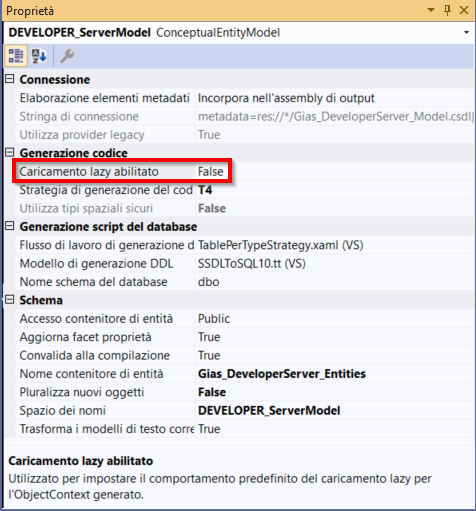 Proprietà
DEVELOPER_ServerModel ConceptualEntityModel
Connessione
Elaborazione elementi metadati Incorpora nell'assembly di output
Stringa di connessione metadata=res://*/Gias_DeveloperServer_Model.csdl|
Utilizza provider legacy True
Generazione codice
Caricamento lazy abilitato False
Strategia di generazione del cod T4
Utilizza tipi spaziali sicuri False
Generazione script del database
Flusso di lavoro di generazione d TablePerTypeStrategy.xaml (VS)
Modello di generazione DDL SSDLToSQL10.tt (VS)
Nome schema del database dbo
Schema
Accesso contenitore di entità Public
Aggiorna facet proprietà True
Convalida alla compilazione True
Nome contenitore di entità Gias_DeveloperServer_Entities
Pluralizza nuovi oggetti False
Spazio dei nomi DEVELOPER_ServerModel
Trasforma i modelli di testo corre True
Caricamento lazy abilitato
Utilizzato per impostare il comportamento predefinito del caricamento lazy per
l'ObjectContext generato.